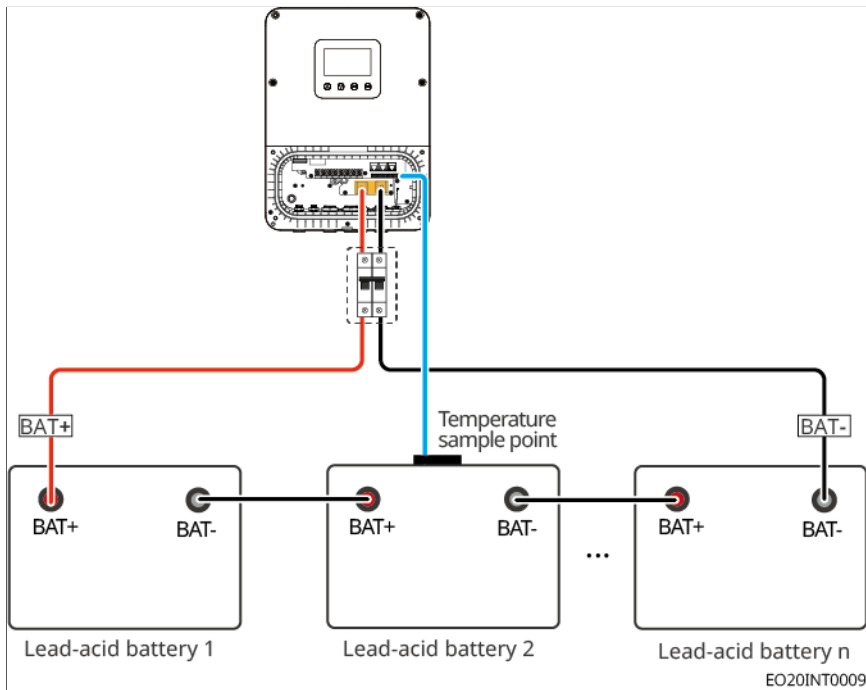 Temperature
sample point
BAT+
BAT-
BAT+
BAT-
BAT+
BAT-
...
BAT+
BAT-
Lead-acid battery 1
Lead-acid battery 2
Lead-acid battery n
EO20INT0009